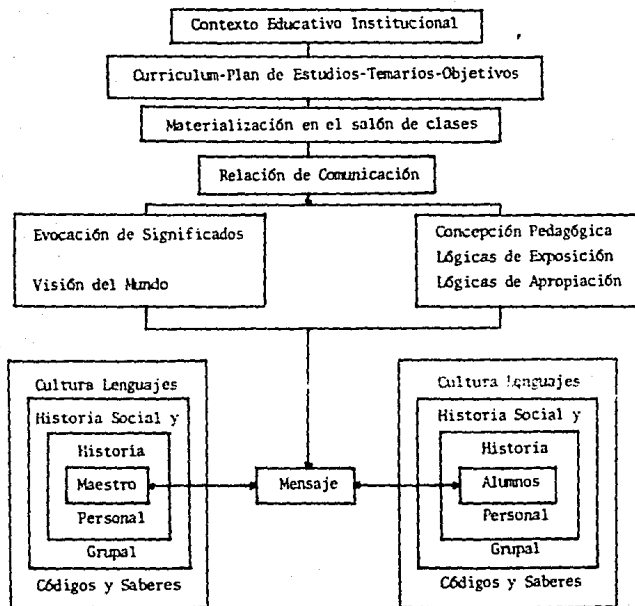 Contexto Educativo Institucional
Curriculum-Plan de Estudios-Temarios-Objetivos
Materialización en el salón de clases
Relación de Comunicación
Evocación de Significados
Visión del Mundo
Concepción Pedagógica
Lógicas de Exposición
Lógicas de Apropiación
Cultura Lenguajes
Historia Social y
Historia
Maestro
Personal
Grupal
Códigos y Saberes
Mensaje
Cultura Lenguajes
Historia Social y
Historia
Alumnos
Personal
Grupal
Códigos y Saberes